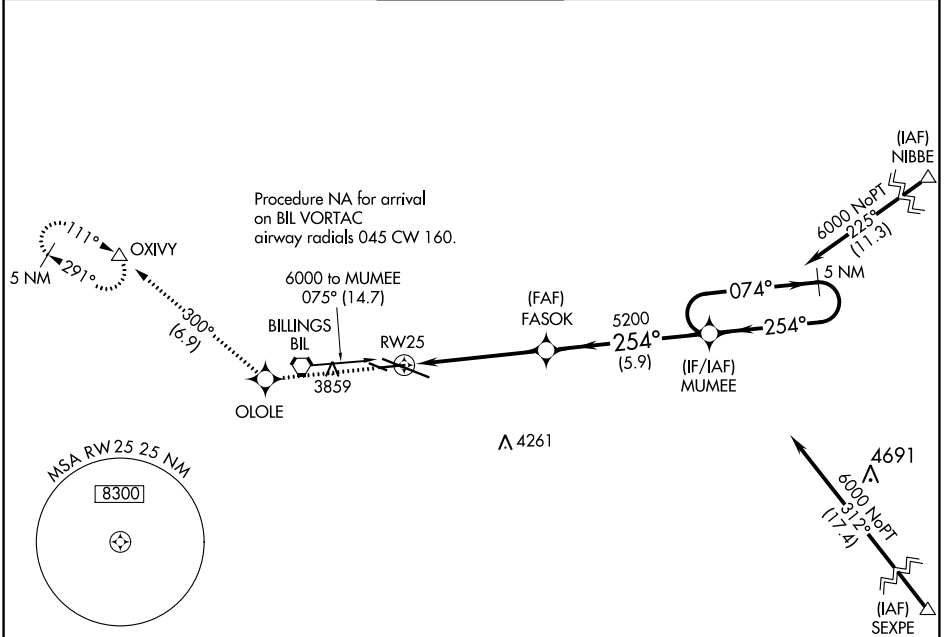 (IAF)
NIBBE
6000 NoPT
225°
(11.3)
Procedure NA for arrival
on BIL VORTAC
airway radials 045 CW 160.
111°
OXIVY
291°
5 NM
6000 to MUMEE
075° (14.7)
5 NM
074°
254°
(FAF)
FASOK
5200
254°
(5.9)
(IF/IAF)
MUMEE
300°
(6.9)
BILLINGS
BIL
RW25
3859
OLOLE
4261
4691
MSA RW25 25 NM
8300
6000 NoPT
312°
(17.4)
(IAF)
SEXPE